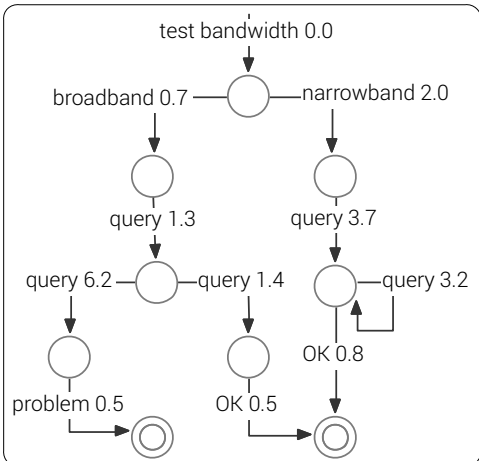 test bandwidth 0.0
broadband 0.7
narrowband 2.0
query 1.3
query 3.7
query 6.2
query 1.4
query 3.2
OK 0.8
problem 0.5
OK 0.5